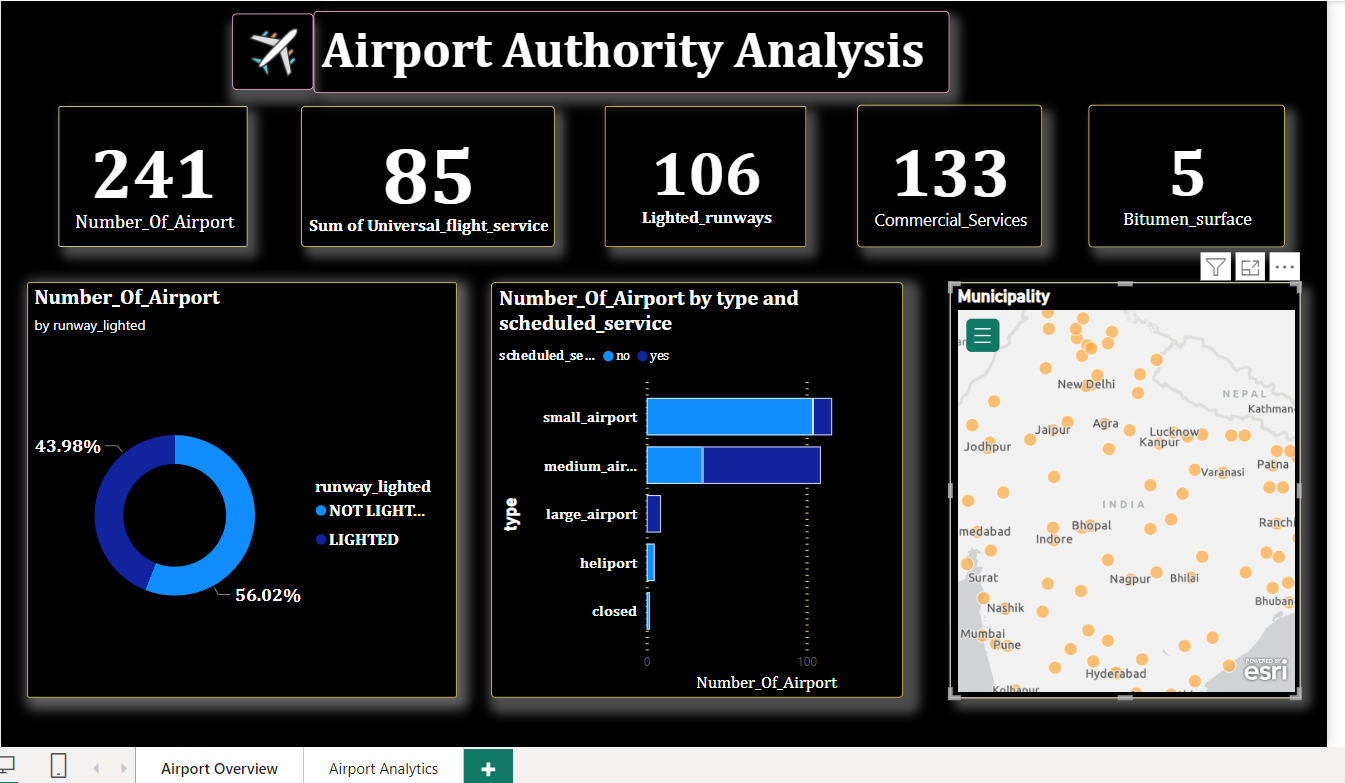 Airport Authority Analysis
241
Number_Of_Airport
85
Sum of Universal_flight_service
106
Lighted_runways
133
Commercial_Services
5
Bitumen_surface
Number_Of_Airport
by runway_lighted
43.98%
56.02%
runway_lighted
NOT LIGHT...
LIGHTED
Number_Of_Airport by type and
scheduled_service
scheduled_se... no yes
type
small_airport
medium_air...
large_airport
heliport
closed
0 100
Number_Of_Airport
Municipality
New Delhi
NEPAL
Kathman
Jaipur
Agra
Lucknow
Kanpur
Jodhpur
Patna
Varanasi
INDIA
Ranchi
medabad
Bhopal
Indore
Surat
Nagpur
Bhilai
Nashik
Bhuban
Mumbai
Pune
Hyderabad
Kolhapur
POWERED BY
esri
Airport Overview
Airport Analytics
+